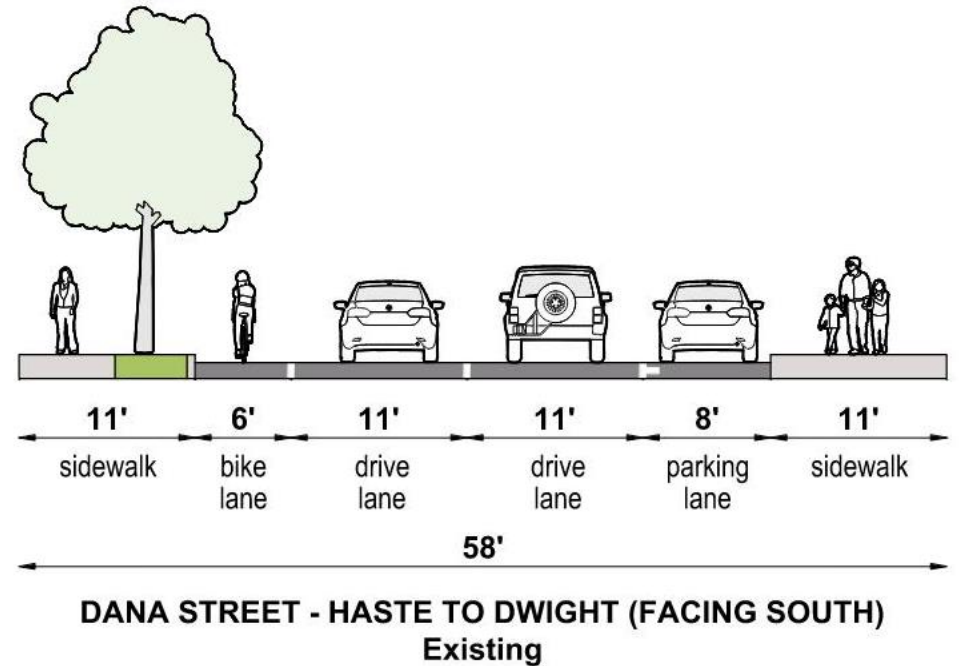 11' 6' 11' 11' 8' 11'
sidewalk bike lane drive lane drive lane parking lane sidewalk
58'
DANA STREET - HASTE TO DWIGHT (FACING SOUTH)
Existing